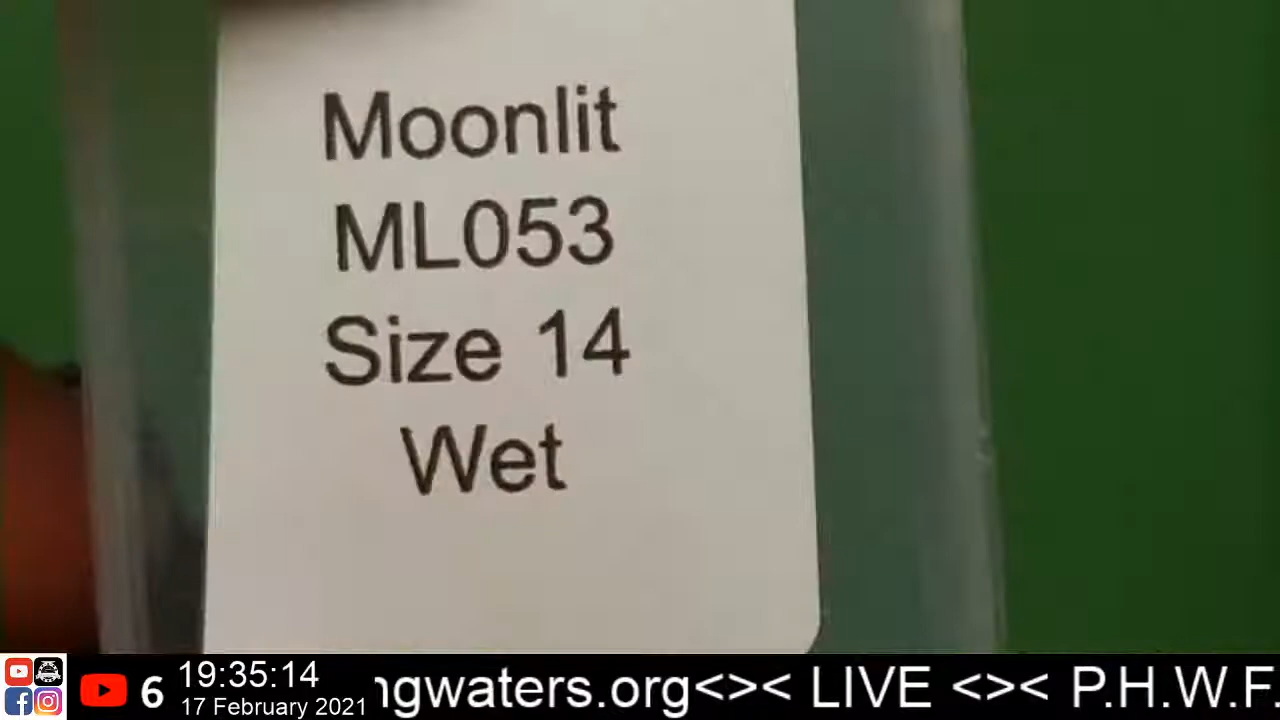 Moonlit
ML053
Size 14
Wet
6
19:35:14
17 February 2021
ngwaters.org<>< LIVE <>< P.H.W.F.